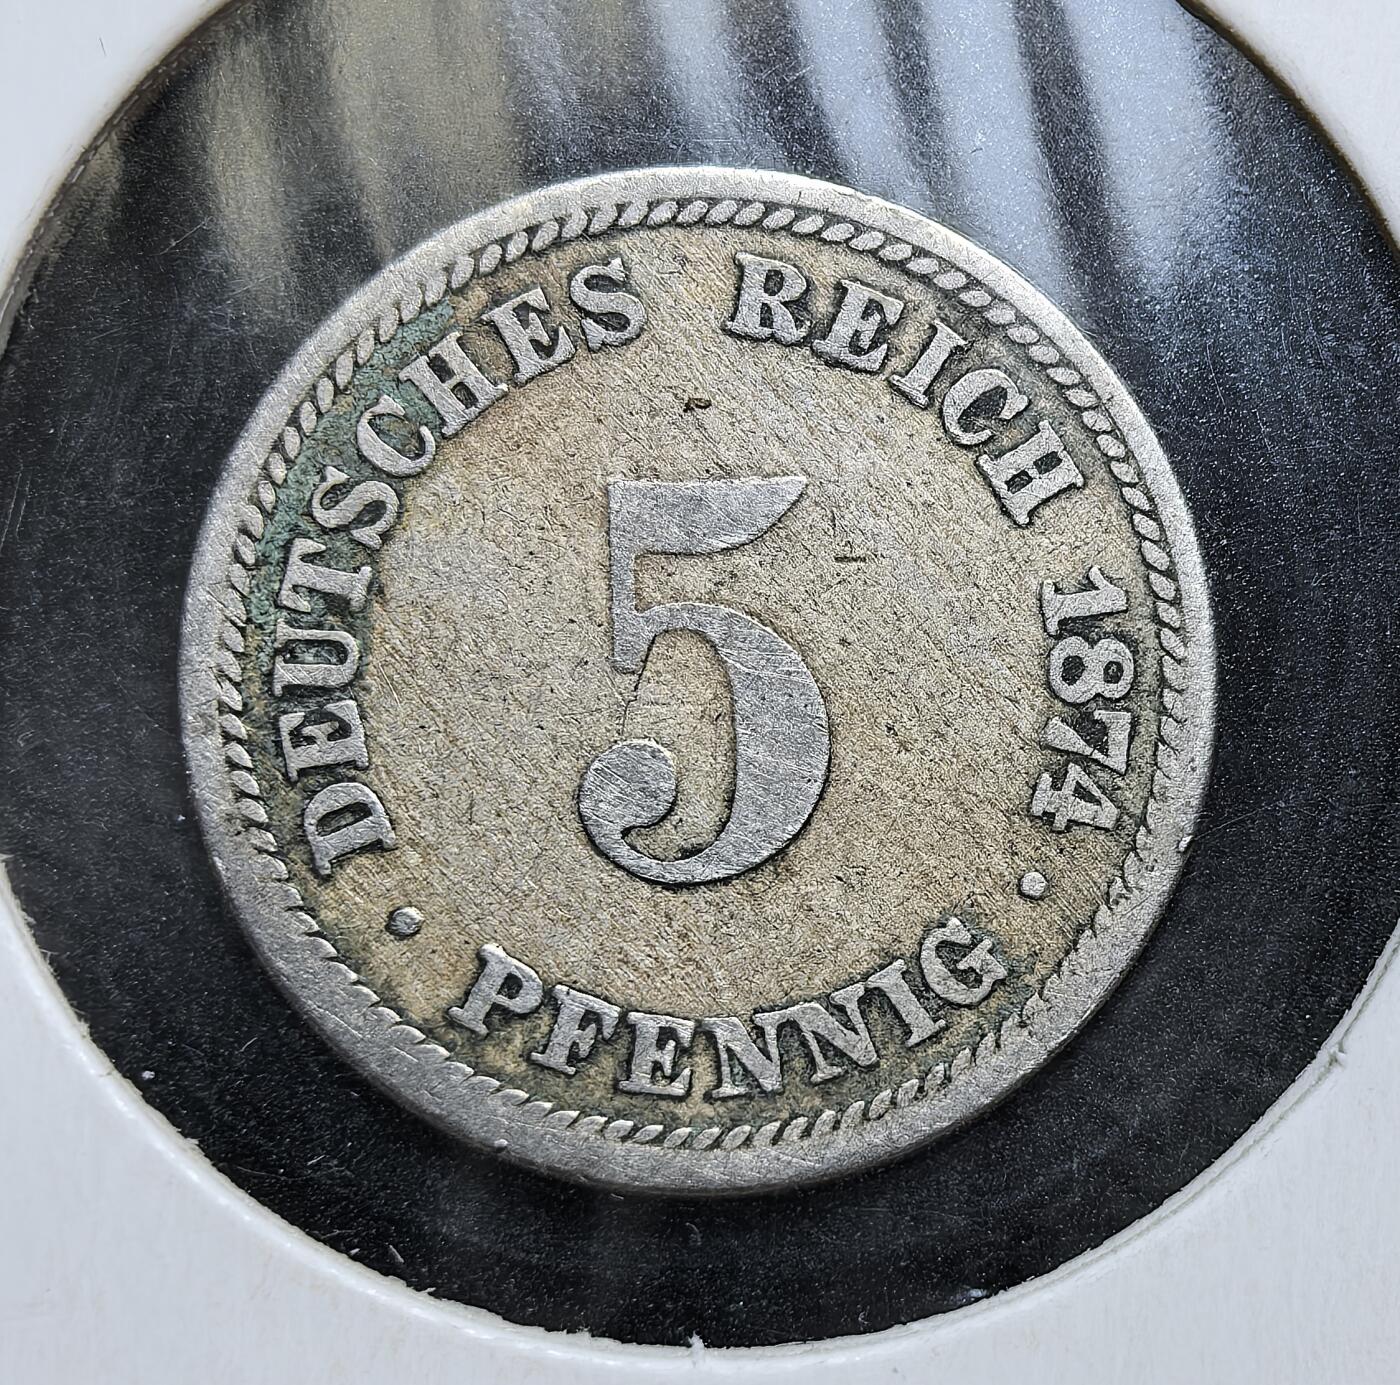 DEUTSCHES REICH 1874
5
· PFENNIG ·